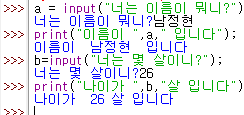 >>> a = input("너는 이름이 뭐니?")
너는 이름이 뭐니?남정현
>>> print("이름이 ",a," 입니다");
이름이  남정현  입니다
>>> b=input("너는 몇 살이니?");
너는 몇 살이니?26
>>> print("나이가 ",b,"살 입니다")
나이가  26 살 입니다
>>>